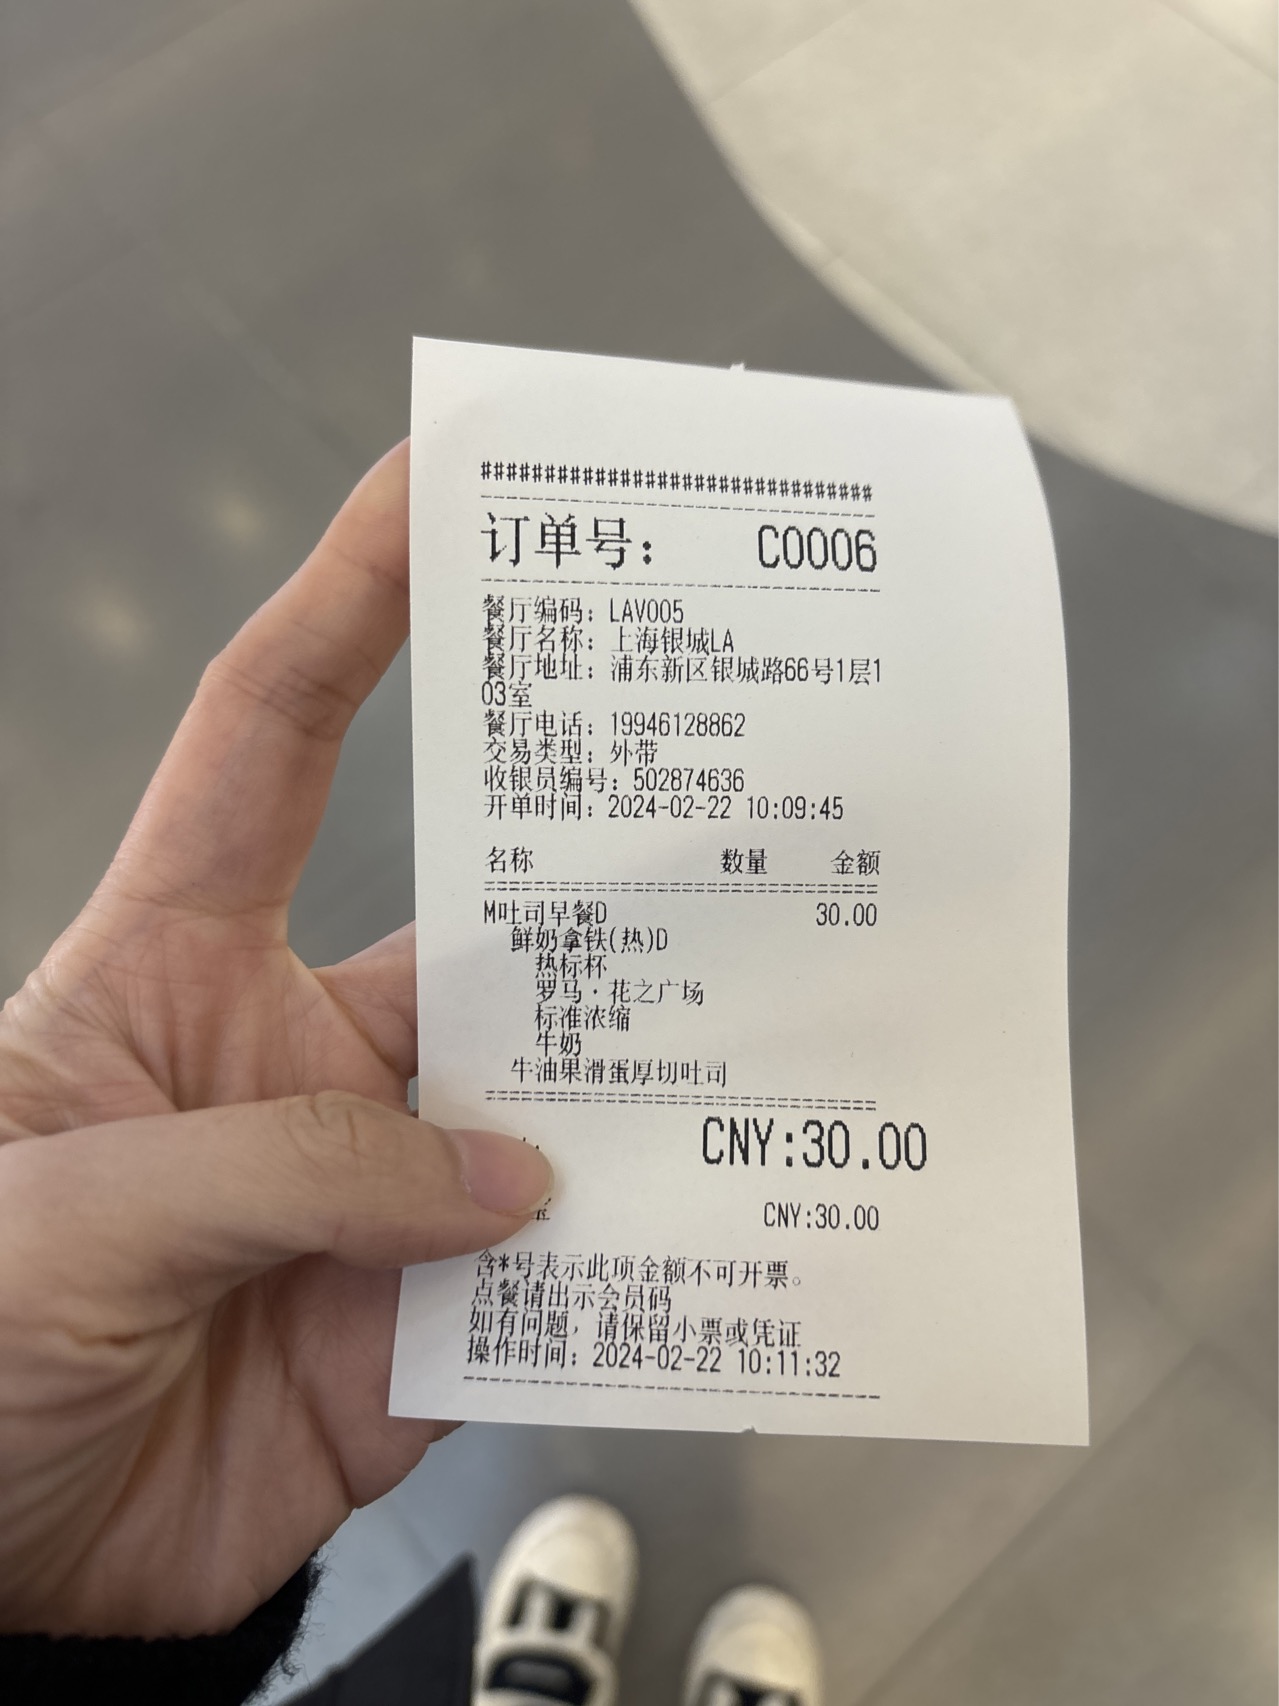 ################################
订单号： C0006
餐厅编码：LAV005
餐厅名称：上海银城LA
餐厅地址：浦东新区银城路66号1层1
03室
餐厅电话：19946128862
交易类型：外带
收银员编号：502874636
开单时间：2024-02-22 10:09:45
名称 数量 金额
M吐司早餐D 30.00
鲜奶拿铁(热)D
热标杯
罗马·花之广场
标准浓缩
牛奶
牛油果滑蛋厚切吐司
CNY:30.00
CNY:30.00
含*号表示此项金额不可开票。
点餐请出示会员码
如有问题，请保留小票或凭证
操作时间：2024-02-22 10:11:32